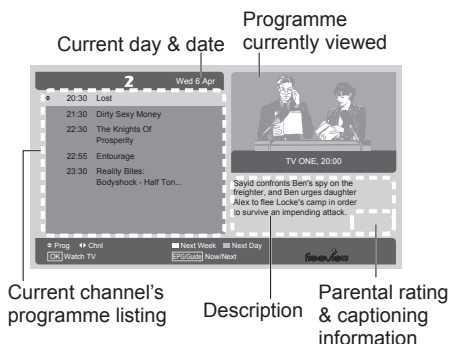 Programme
currently viewed
Current day & date
2 Wed 6 Apr
20:30 Lost
21:30 Dirty Sexy Money
22:30 The Knights Of
Prosperity
22:55 Entourage
23:30 Reality Bites:
Bodyshock - Half Ton...
TV ONE, 20:00
Sayid confronts Ben's spy on the
freighter, and Ben urges daughter
Alex to flee Locke's camp in order
to survive an impending attack.
Prog Chnl Next Week Next Day
OK Watch TV EPG/Guide Now/Next
freeview
Current channel's
programme listing
Description
Parental rating
& captioning
information